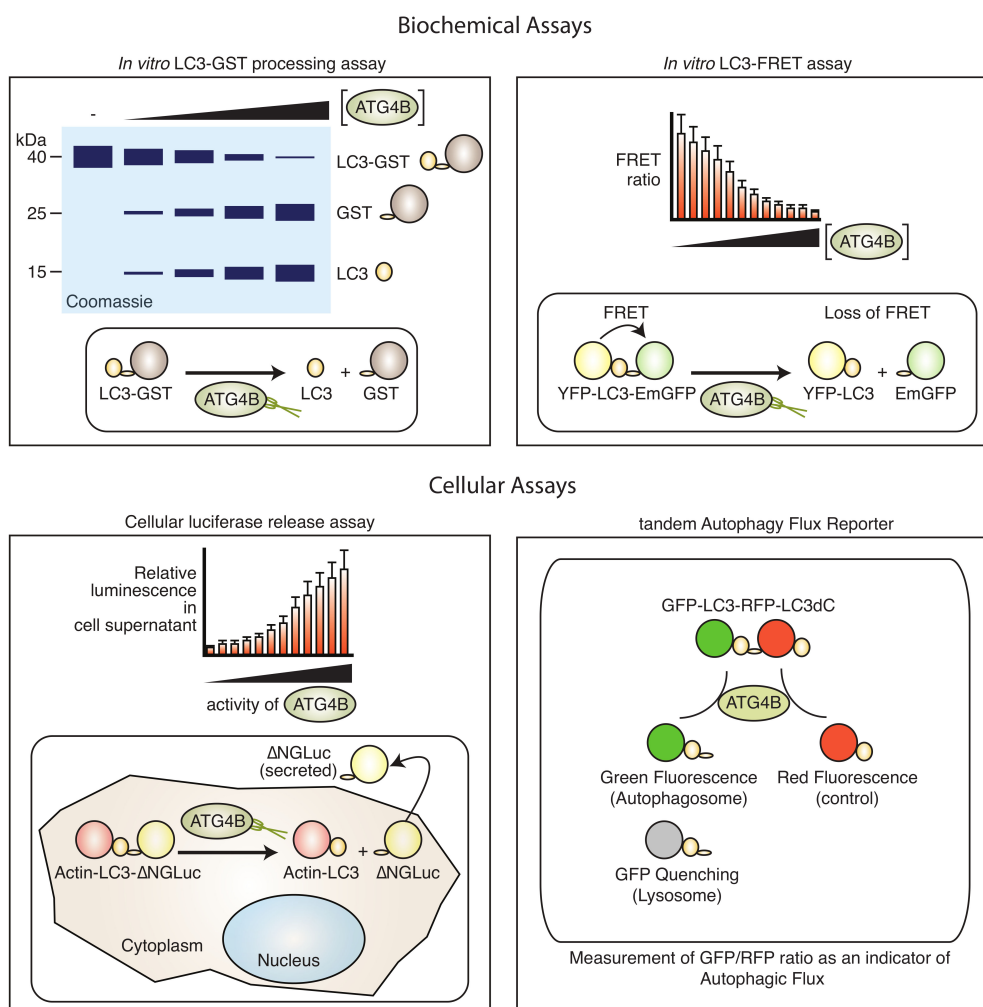 Biochemical Assays
In vitro LC3-GST processing assay
-
[ATG4B]
kDa
40
25
15
LC3-GST
GST
LC3
Coomassie
LC3-GST
ATG4B
LC3
+
GST
In vitro LC3-FRET assay
FRET
ratio
[ATG4B]
FRET
Loss of FRET
YFP-LC3-EmGFP
ATG4B
YFP-LC3
+
EmGFP
Cellular Assays
Cellular luciferase release assay
Relative
luminescence
in
cell supernatant
activity of ATG4B
ΔNGLuc
(secreted)
ATG4B
Actin-LC3-ΔNGLuc
Actin-LC3
+
ΔNGLuc
Cytoplasm
Nucleus
tandem Autophagy Flux Reporter
GFP-LC3-RFP-LC3dC
ATG4B
Green Fluorescence
(Autophagosome)
Red Fluorescence
(control)
GFP Quenching
(Lysosome)
Measurement of GFP/RFP ratio as an indicator of
Autophagic Flux